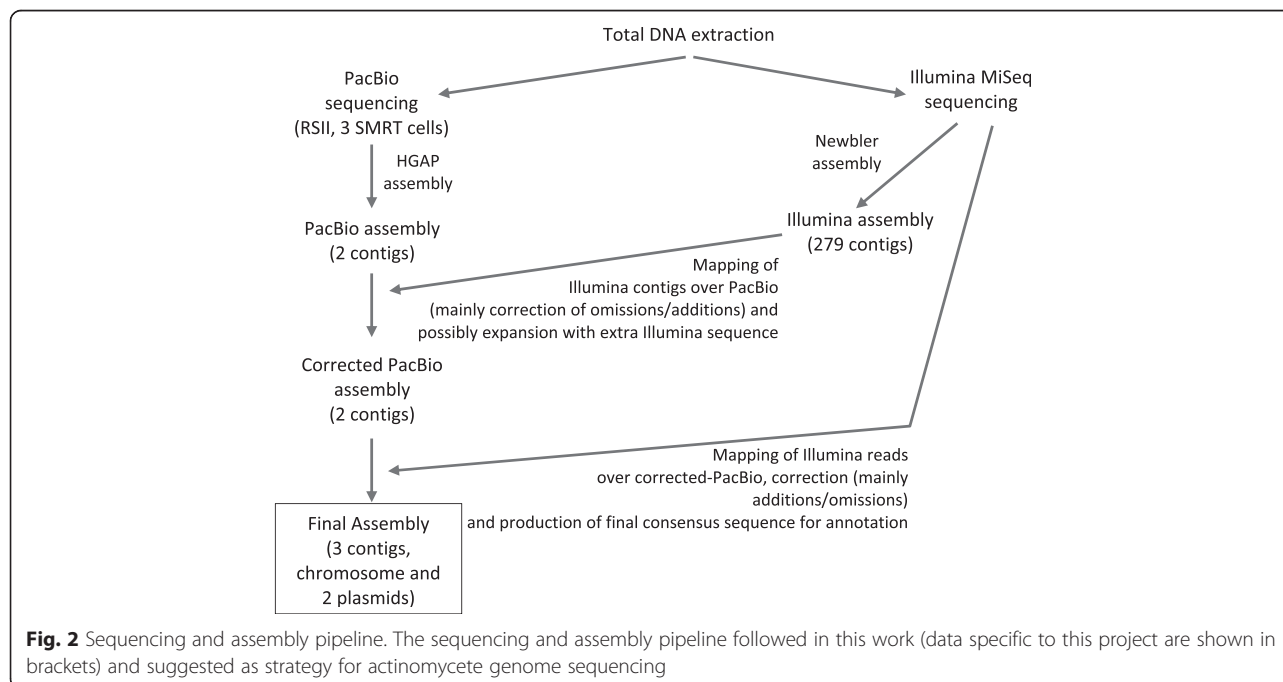 Total DNA extraction
PacBio
sequencing
(RSII, 3 SMRT cells)
Illumina MiSeq
sequencing
HGAP
assembly
Newbler
assembly
PacBio assembly
(2 contigs)
Illumina assembly
(279 contigs)
Mapping of
Illumina contigs over PacBio
(mainly correction of omissions/additions) and
possibly expansion with extra Illumina sequence
Corrected PacBio
assembly
(2 contigs)
Mapping of Illumina reads
over corrected-PacBio, correction (mainly
additions/omissions)
and production of final consensus sequence for annotation
Final Assembly
(3 contigs,
chromosome and
2 plasmids)
Fig. 2 Sequencing and assembly pipeline. The sequencing and assembly pipeline followed in this work (data specific to this project are shown in
brackets) and suggested as strategy for actinomycete genome sequencing